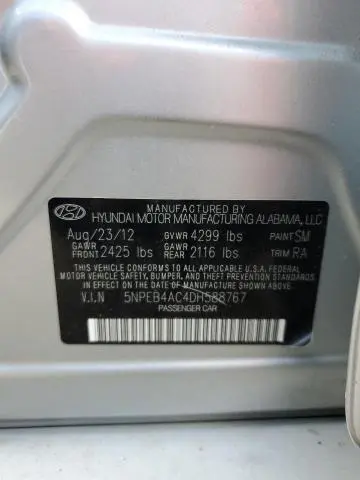 MANUFACTURED BY
HYUNDAI MOTOR MANUFACTURING ALABAMA, LLC
Aug/23/12 GVWR 4299 lbs PAINT SM
GAWR FRONT 2425 lbs GAWR REAR 2116 lbs TRIM RA
THIS VEHICLE CONFORMS TO ALL APPLICABLE U.S.A. FEDERAL
MOTOR VEHICLE SAFETY, BUMPER, AND THEFT PREVENTION
STANDARDS IN EFFECT ON THE DATE OF MANUFACTURE
SHOWN ABOVE.
V.I.N 5NPEB4AC4DH588767
PASSENGER CAR